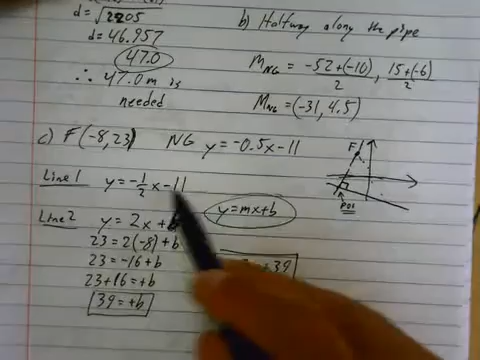 d = √2205
d = 46.957
47.0
∴ 47.0 m is
needed
b) Halfway along the pipe
M_NG = -52+(-10)/2, 15+(-6)/2
M_NG = (-31, 4.5)
c) F(-8,23) NG y = -0.5x - 11
Line 1 y = -1/2 x - 11
Line 2 y = 2x + b
y = mx+b
23 = 2(-8) + b
23 = -16 + b
23 + 16 = +b
39 = +b
+ 39
F
POI